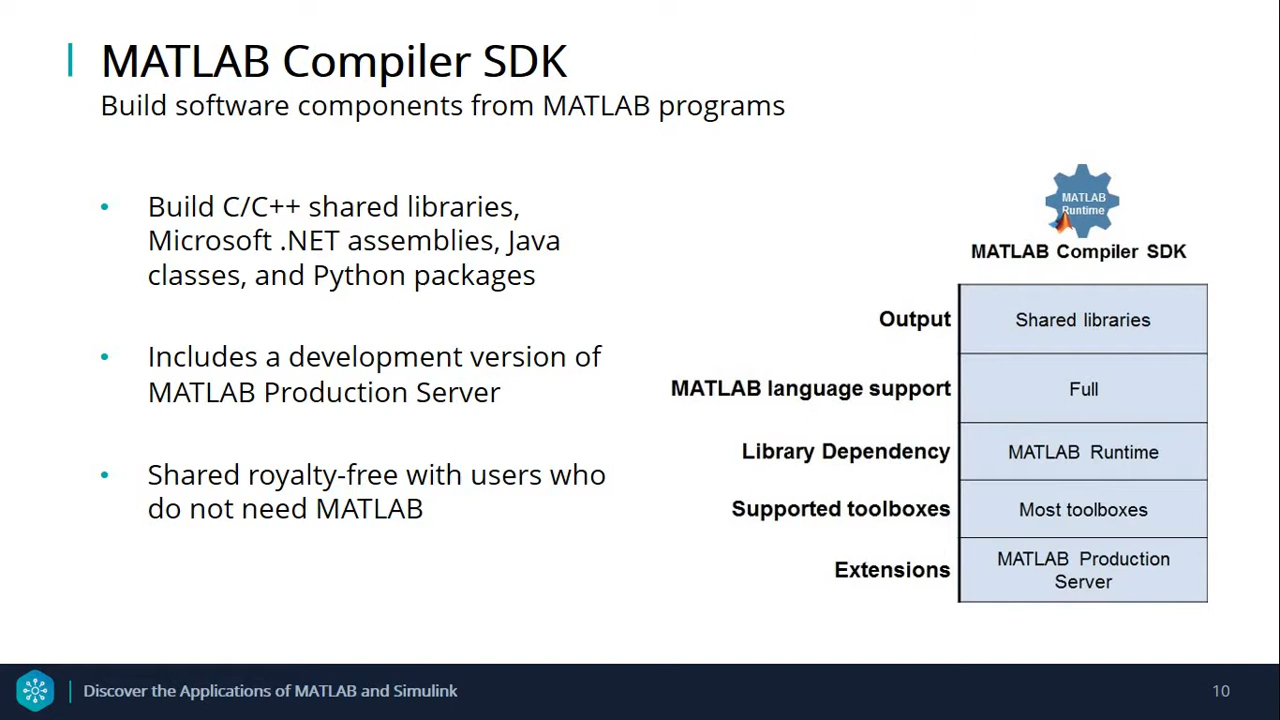 MATLAB Compiler SDK
Build software components from MATLAB programs
• Build C/C++ shared libraries,
Microsoft .NET assemblies, Java
classes, and Python packages
• Includes a development version of
MATLAB Production Server
• Shared royalty-free with users who
do not need MATLAB
MATLAB
Runtime
MATLAB Compiler SDK
Output Shared libraries
MATLAB language support Full
Library Dependency MATLAB Runtime
Supported toolboxes Most toolboxes
Extensions MATLAB Production
Server
Discover the Applications of MATLAB and Simulink 10